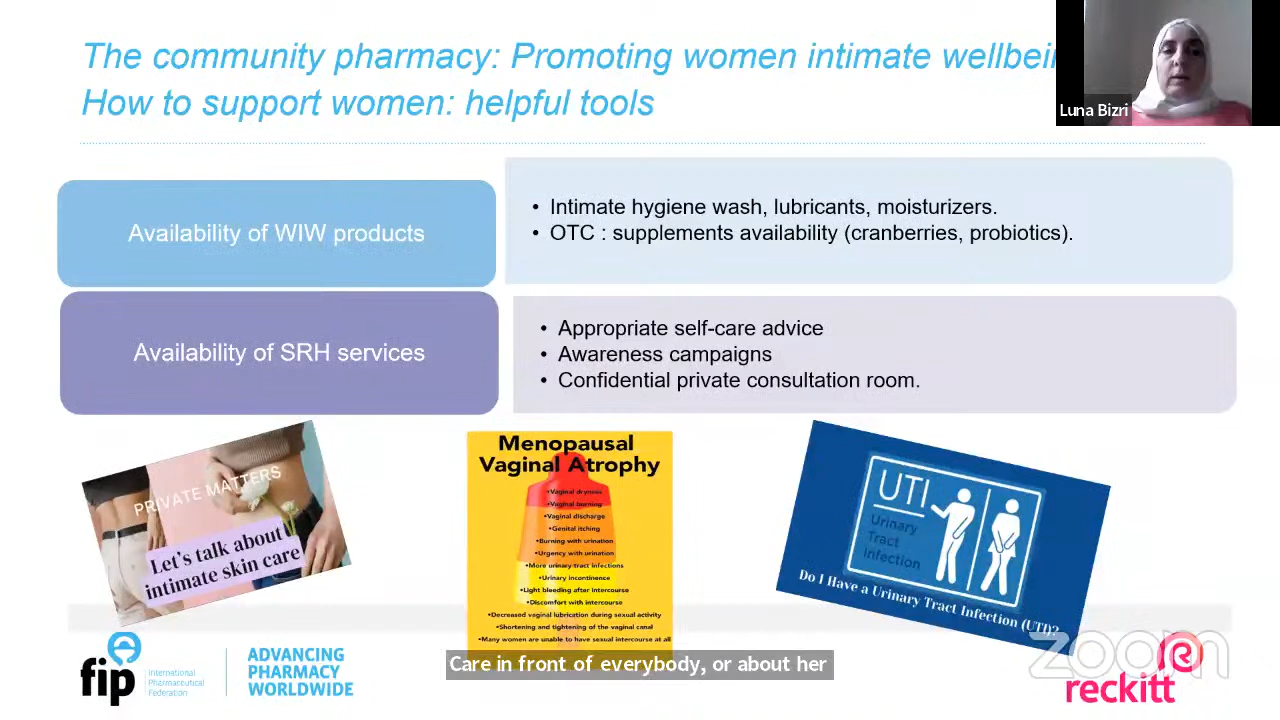 The community pharmacy: Promoting women intimate wellbein
How to support women: helpful tools
Luna Bizri
Availability of WIW products
• Intimate hygiene wash, lubricants, moisturizers.
• OTC : supplements availability (cranberries, probiotics).
Availability of SRH services
• Appropriate self-care advice
• Awareness campaigns
• Confidential private consultation room.
PRIVATE MATTERS
Let's talk about
intimate skin care
Menopausal
Vaginal Atrophy
•Vaginal dryness
•Vaginal burning
•Vaginal discharge
•Genital itching
•Burning with urination
•Urgency with urination
•More urinary tract infections
•Urinary incontinence
•Light bleeding after intercourse
•Discomfort with intercourse
•Decreased vaginal lubrication during sexual activity
•Shortening and tightening of the vaginal canal
•Many women are unable to have sexual intercourse at all
UTI
Urinary
Tract
Infection
Do I Have a Urinary Tract Infection (UTI)?
fip
International
Pharmaceutical
Federation
ADVANCING
PHARMACY
WORLDWIDE
Care in front of everybody, or about her
zoom
reckitt